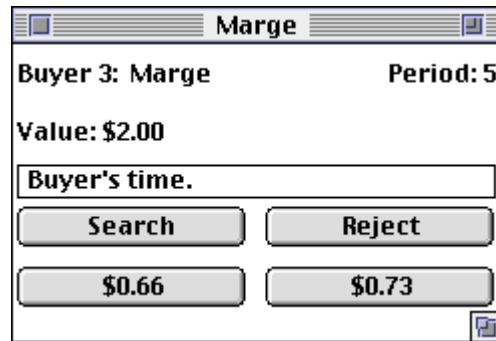 Marge
Buyer 3: Marge Period: 5
Value: $2.00
Buyer's time.
Search Reject
$0.66 $0.73